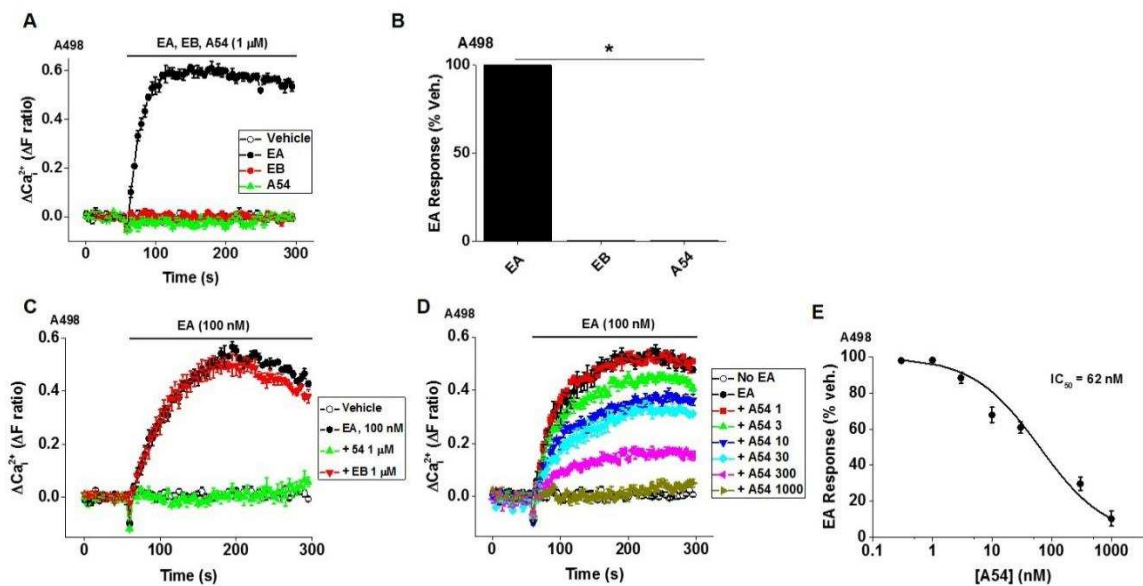 A
A498
EA, EB, A54 (1 µM)
0.6
0.4
0.2
0.0
ΔCa²⁺ᵢ (ΔF ratio)
Vehicle
EA
EB
A54
0 100 200 300
Time (s)
B
A498
*
100
50
0
EA Response (% Veh.)
EA
EB
A54
C
A498
EA (100 nM)
0.6
0.4
0.2
0.0
ΔCa²⁺ᵢ (ΔF ratio)
Vehicle
EA, 100 nM
+ 54 1 µM
+ EB 1 µM
0 100 200 300
Time (s)
D
A498
EA (100 nM)
0.6
0.4
0.2
0.0
ΔCa²⁺ᵢ (ΔF ratio)
No EA
EA
+ A54 1
+ A54 3
+ A54 10
+ A54 30
+ A54 300
+ A54 1000
0 100 200 300
Time (s)
E
A498
IC₅₀ = 62 nM
100
80
60
40
20
0
EA Response (% veh.)
0.1 1 10 100 1000
[A54] (nM)